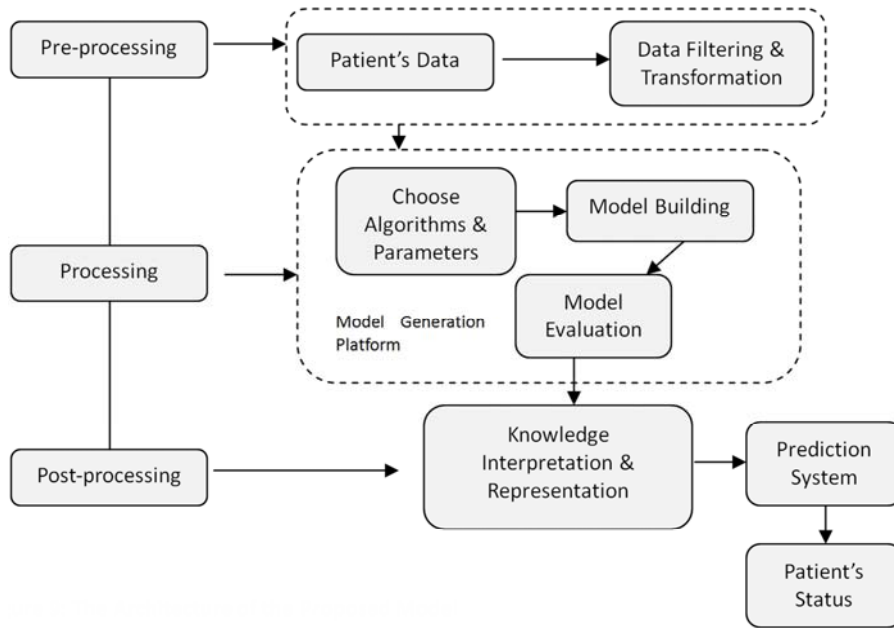 Pre-processing
Patient's Data
Data Filtering &
Transformation
Choose
Algorithms &
Parameters
Model Building
Processing
Model Generation
Platform
Model
Evaluation
Knowledge
Interpretation &
Representation
Post-processing
Prediction
System
Patient's
Status